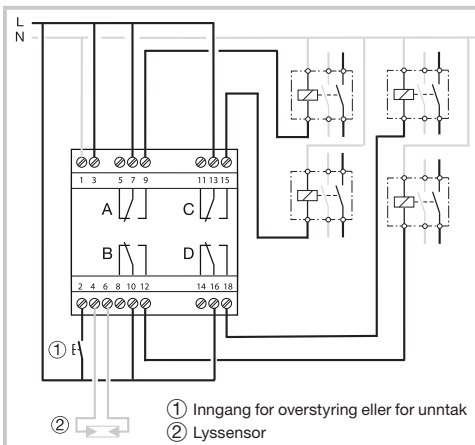 L
N
1 3 5 7 9 11 13 15
A C
B D
2 4 6 8 10 12 14 16 18
①
②
① Inngang for overstyring eller for unntak
② Lyssensor